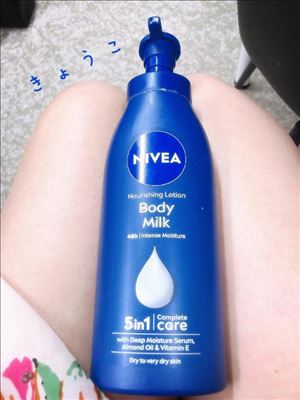 きょうこ
NIVEA
Nourishing Lotion
Body
Milk
48h | Intense Moisture
5in1 | Complete
care
with Deep Moisture Serum,
Almond Oil & Vitamin E
Dry to very dry skin